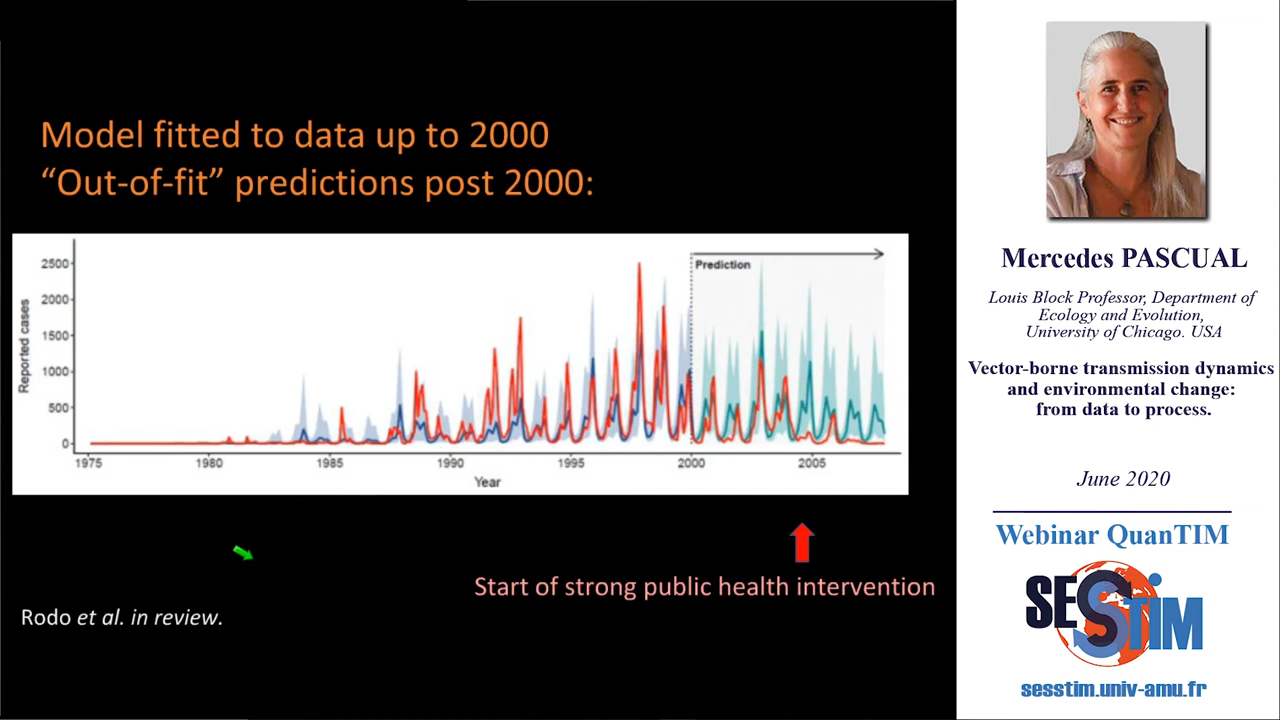 Model fitted to data up to 2000
“Out-of-fit” predictions post 2000:
Reported cases
2500
2000
1500
1000
500
0
Prediction
1975
1980
1985
1990
1995
2000
2005
Year
Start of strong public health intervention
Rodo et al. in review.
Mercedes PASCUAL
Louis Block Professor, Department of
Ecology and Evolution,
University of Chicago. USA
Vector-borne transmission dynamics
and environmental change:
from data to process.
June 2020
Webinar QuanTIM
SESSTIM
sesstim.univ-amu.fr